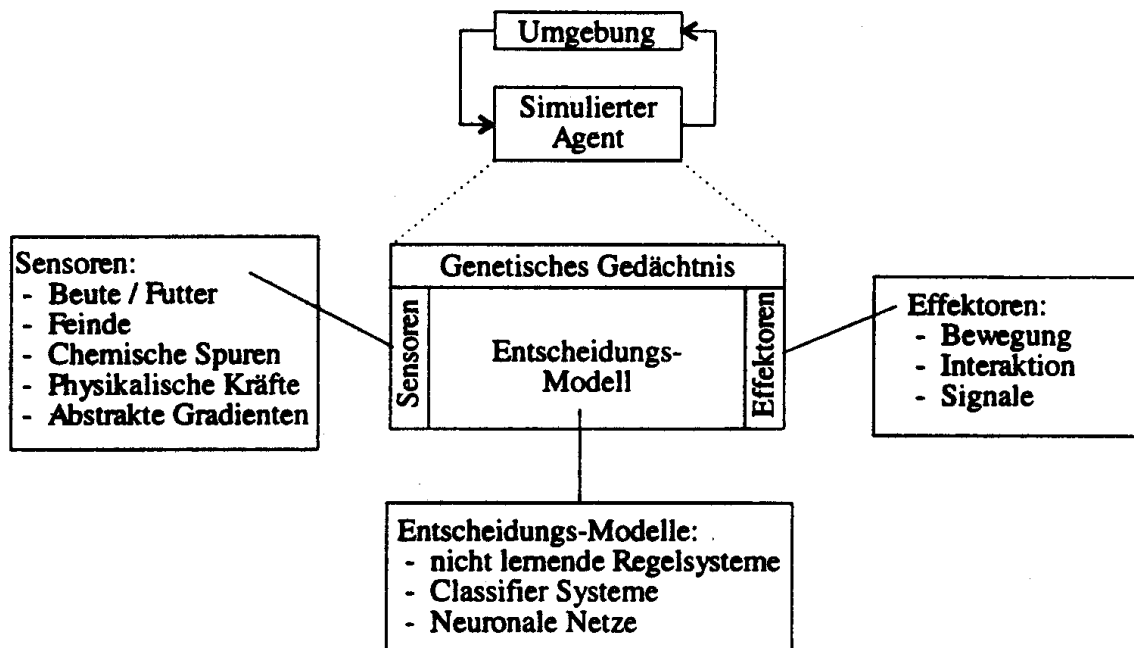 Umgebung
Simulierter
Agent
Genetisches Gedächtnis
Sensoren
Entscheidungs-
Modell
Effektoren
Sensoren:
- Beute / Futter
- Feinde
- Chemische Spuren
- Physikalische Kräfte
- Abstrakte Gradienten
Effektoren:
- Bewegung
- Interaktion
- Signale
Entscheidungs-Modelle:
- nicht lernende Regelsysteme
- Classifier Systeme
- Neuronale Netze